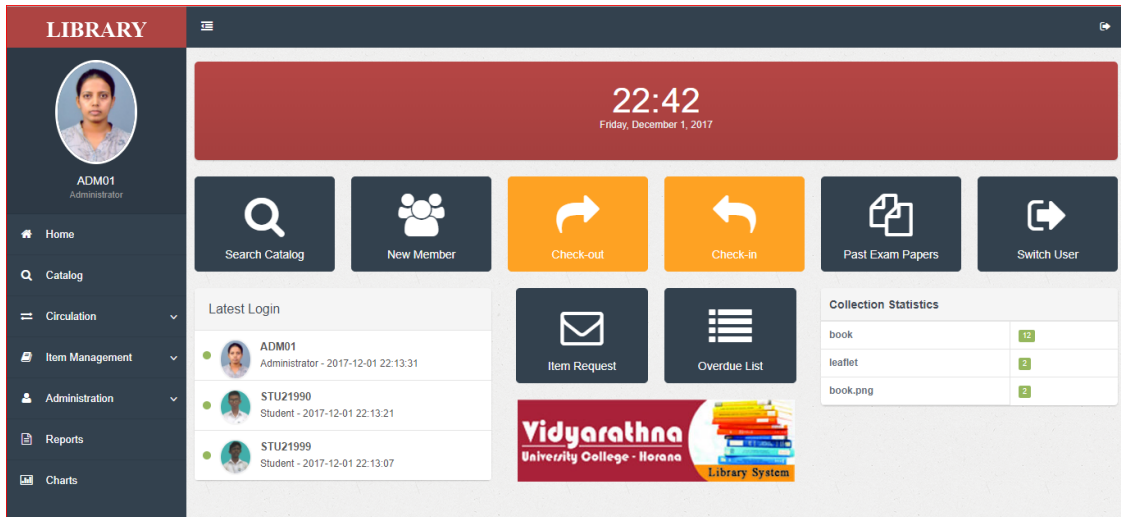 LIBRARY
22:42
Friday, December 1, 2017
ADM01
Administrator
Home
Catalog
Circulation
Item Management
Administration
Reports
Charts
Search Catalog
New Member
Check-out
Check-in
Past Exam Papers
Switch User
Latest Login
ADM01
Administrator - 2017-12-01 22:13:31
STU21990
Student - 2017-12-01 22:13:21
STU21999
Student - 2017-12-01 22:13:07
Item Request
Overdue List
Vidyarathna
University College - Horana
Library System
Collection Statistics
book 12
leaflet 2
book.png 2